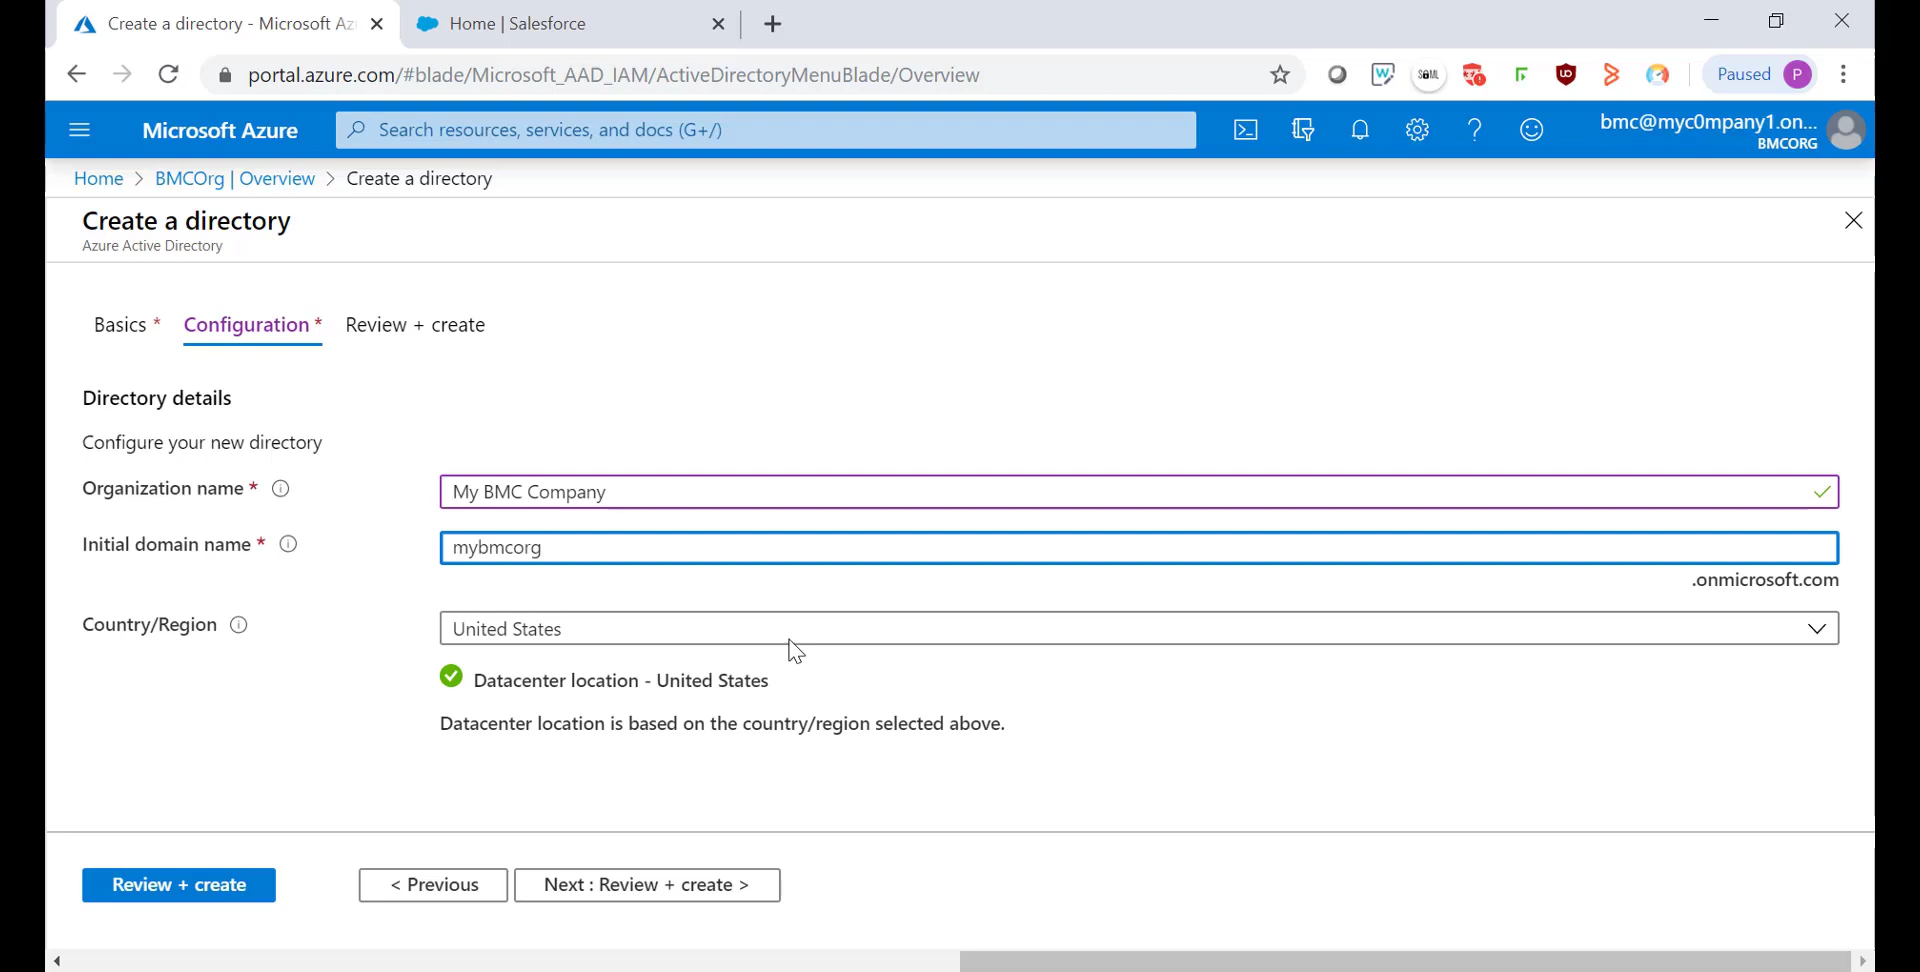 Create a directory - Microsoft Az
Home | Salesforce
portal.azure.com/#blade/Microsoft_AAD_IAM/ActiveDirectoryMenuBlade/Overview
Paused P
Microsoft Azure
Search resources, services, and docs (G+/)
bmc@myc0mpany1.on...
BMCORG
Home > BMCOrg | Overview > Create a directory
Create a directory
Azure Active Directory
Basics * Configuration * Review + create
Directory details
Configure your new directory
Organization name * My BMC Company
Initial domain name * mybmcorg
.onmicrosoft.com
Country/Region United States
Datacenter location - United States
Datacenter location is based on the country/region selected above.
Review + create < Previous Next : Review + create >